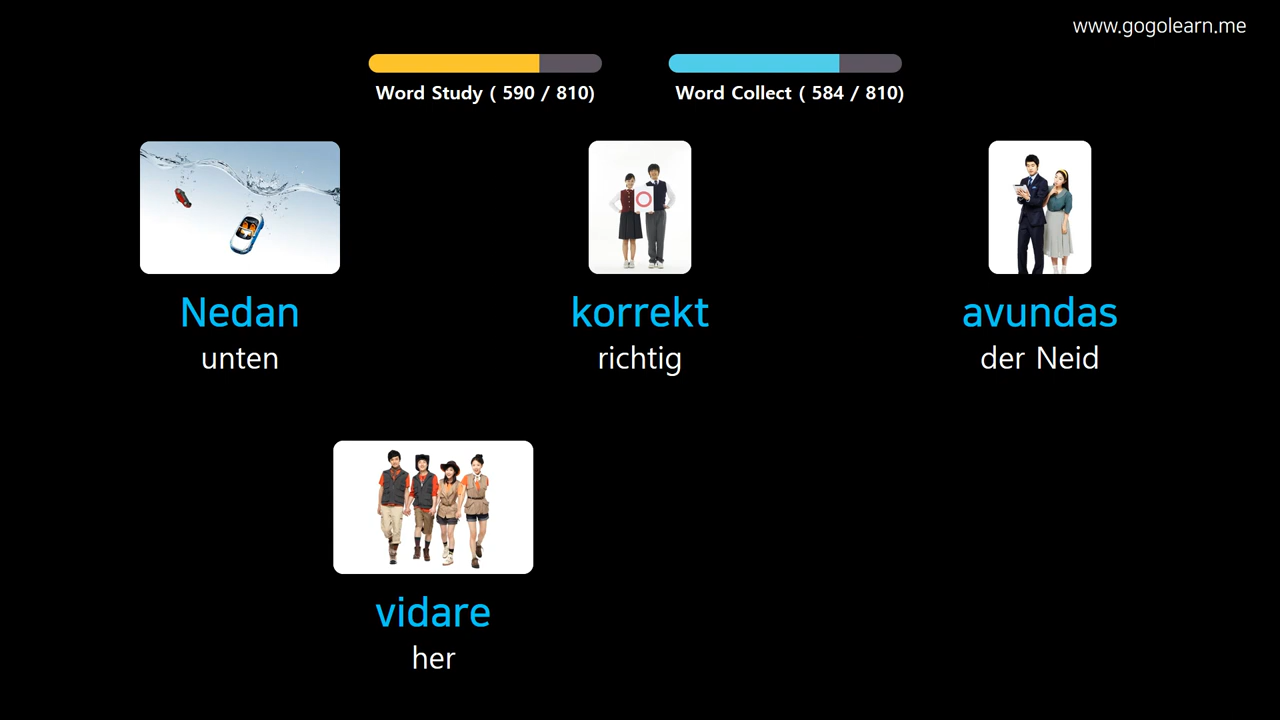 www.gogolearn.me
Word Study ( 590 / 810)
Word Collect ( 584 / 810)
Nedan
unten
korrekt
richtig
avundas
der Neid
vidare
her